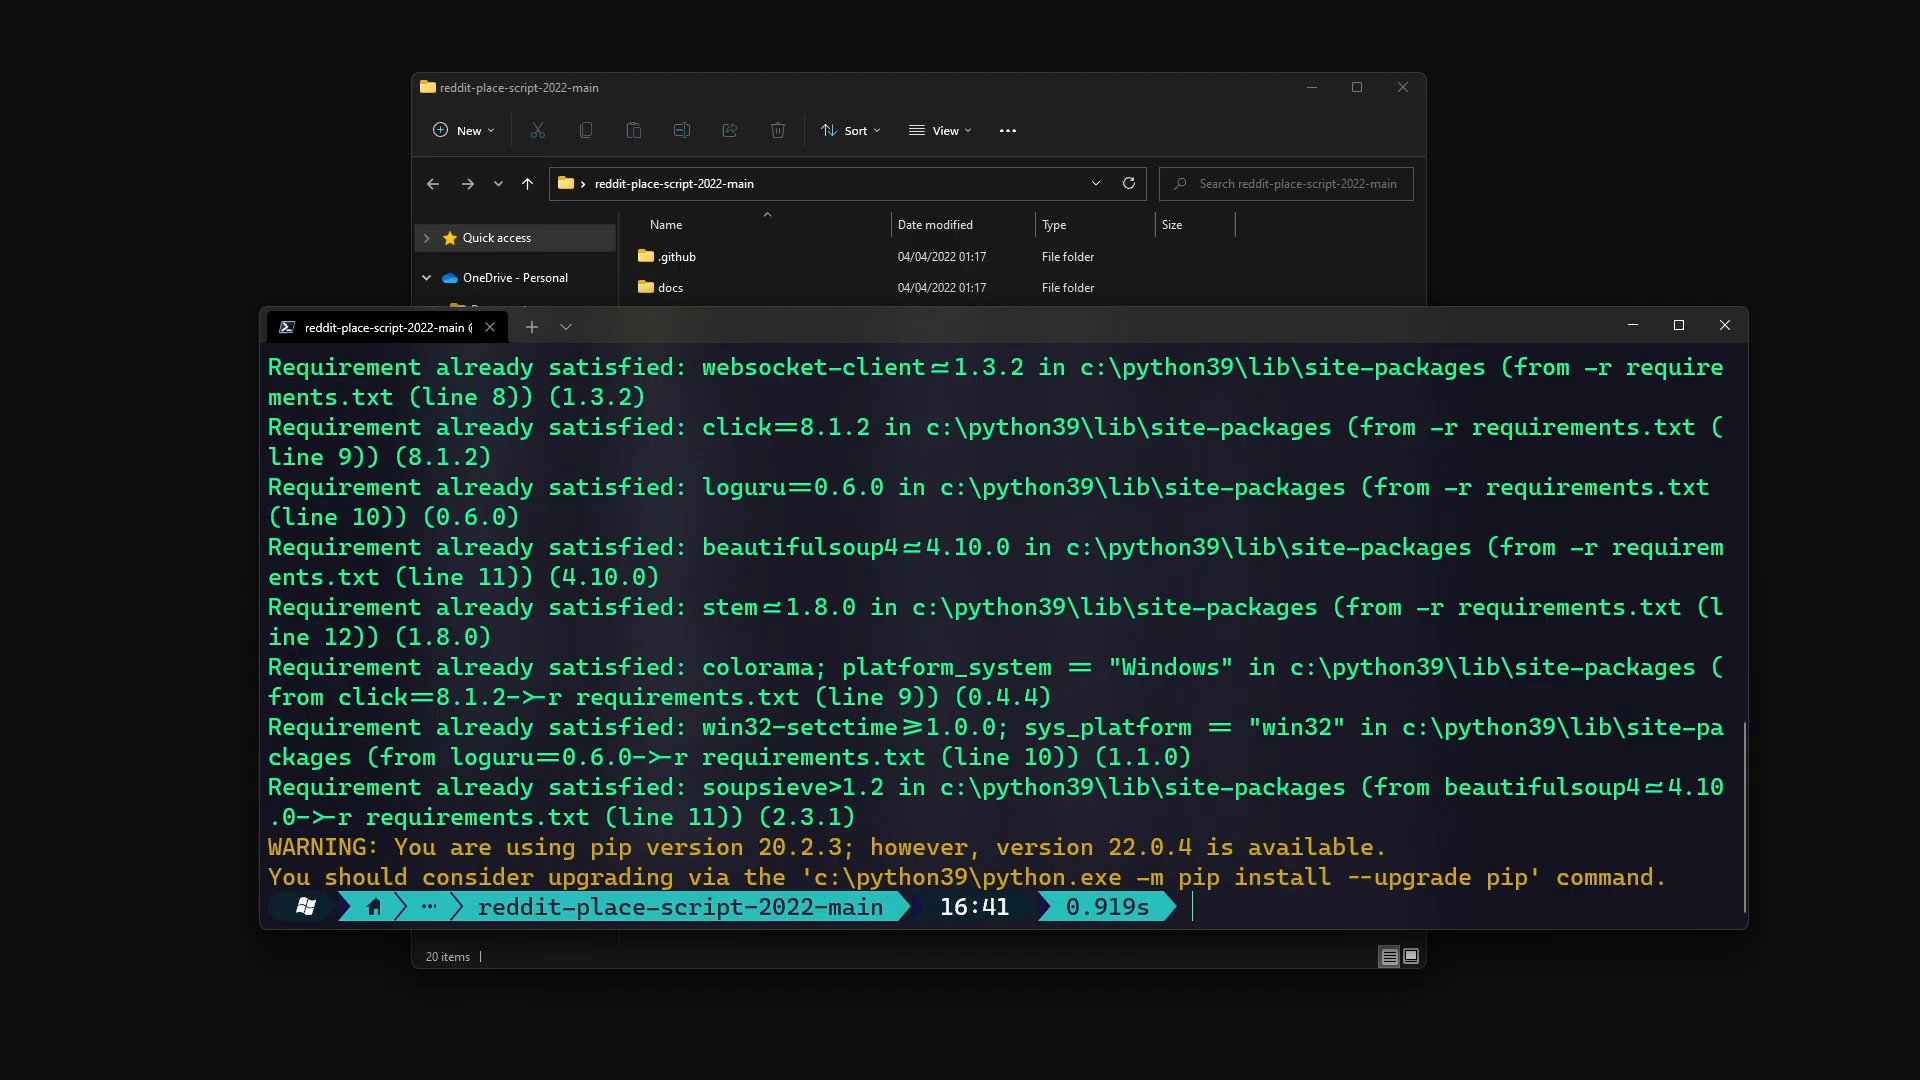 reddit-place-script-2022-main
New
Sort
View
reddit-place-script-2022-main
Search reddit-place-script-2022-main
Name
Date modified
Type
Size
Quick access
.github
04/04/2022 01:17
File folder
OneDrive - Personal
docs
04/04/2022 01:17
File folder
reddit-place-script-2022-main
Requirement already satisfied: websocket-client~=1.3.2 in c:\python39\lib\site-packages (from -r require
ments.txt (line 8)) (1.3.2)
Requirement already satisfied: click==8.1.2 in c:\python39\lib\site-packages (from -r requirements.txt (
line 9)) (8.1.2)
Requirement already satisfied: loguru==0.6.0 in c:\python39\lib\site-packages (from -r requirements.txt
(line 10)) (0.6.0)
Requirement already satisfied: beautifulsoup4~=4.10.0 in c:\python39\lib\site-packages (from -r requirem
ents.txt (line 11)) (4.10.0)
Requirement already satisfied: stem~=1.8.0 in c:\python39\lib\site-packages (from -r requirements.txt (l
ine 12)) (1.8.0)
Requirement already satisfied: colorama; platform_system == "Windows" in c:\python39\lib\site-packages (
from click==8.1.2->-r requirements.txt (line 9)) (0.4.4)
Requirement already satisfied: win32-setctime>=1.0.0; sys_platform == "win32" in c:\python39\lib\site-pa
ckages (from loguru==0.6.0->-r requirements.txt (line 10)) (1.1.0)
Requirement already satisfied: soupsieve>1.2 in c:\python39\lib\site-packages (from beautifulsoup4~=4.10
.0->-r requirements.txt (line 11)) (2.3.1)
WARNING: You are using pip version 20.2.3; however, version 22.0.4 is available.
You should consider upgrading via the 'c:\python39\python.exe -m pip install --upgrade pip' command.
reddit-place-script-2022-main 16:41 0.919s
20 items